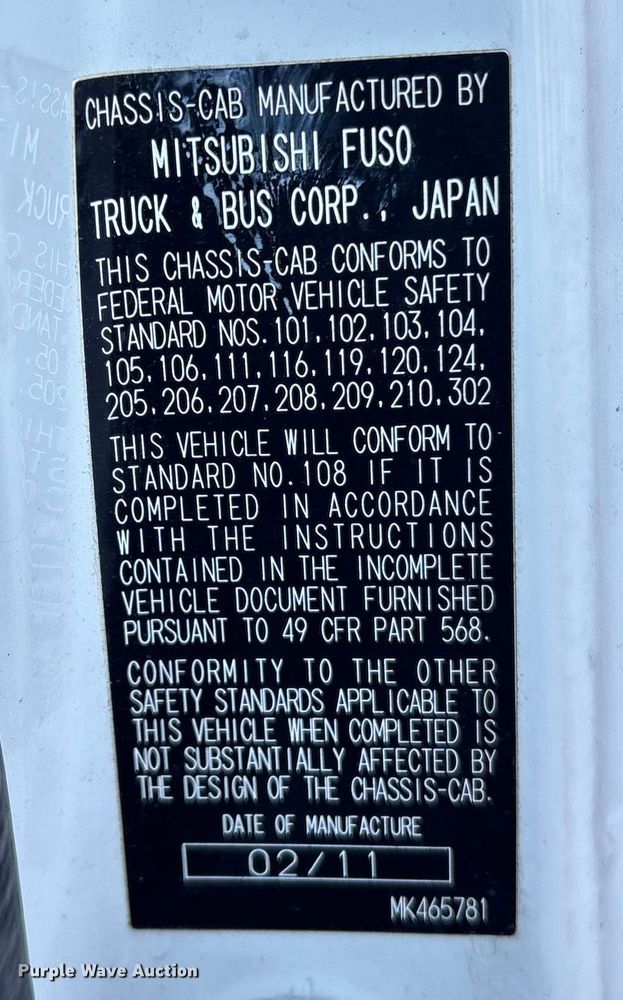 CHASSIS-CAB MANUFACTURED BY
MITSUBISHI FUSO
TRUCK & BUS CORP., JAPAN
THIS CHASSIS-CAB CONFORMS TO
FEDERAL MOTOR VEHICLE SAFETY
STANDARD NOS. 101, 102, 103, 104,
105, 106, 111, 116, 119, 120, 124,
205, 206, 207, 208, 209, 210, 302
THIS VEHICLE WILL CONFORM TO
STANDARD NO. 108 IF IT IS
COMPLETED IN ACCORDANCE
WITH THE INSTRUCTIONS
CONTAINED IN THE INCOMPLETE
VEHICLE DOCUMENT FURNISHED
PURSUANT TO 49 CFR PART 568.
CONFORMITY TO THE OTHER
SAFETY STANDARDS APPLICABLE TO
THIS VEHICLE WHEN COMPLETED IS
NOT SUBSTANTIALLY AFFECTED BY
THE DESIGN OF THE CHASSIS-CAB.
DATE OF MANUFACTURE
02/11
MK465781
Purple Wave Auction